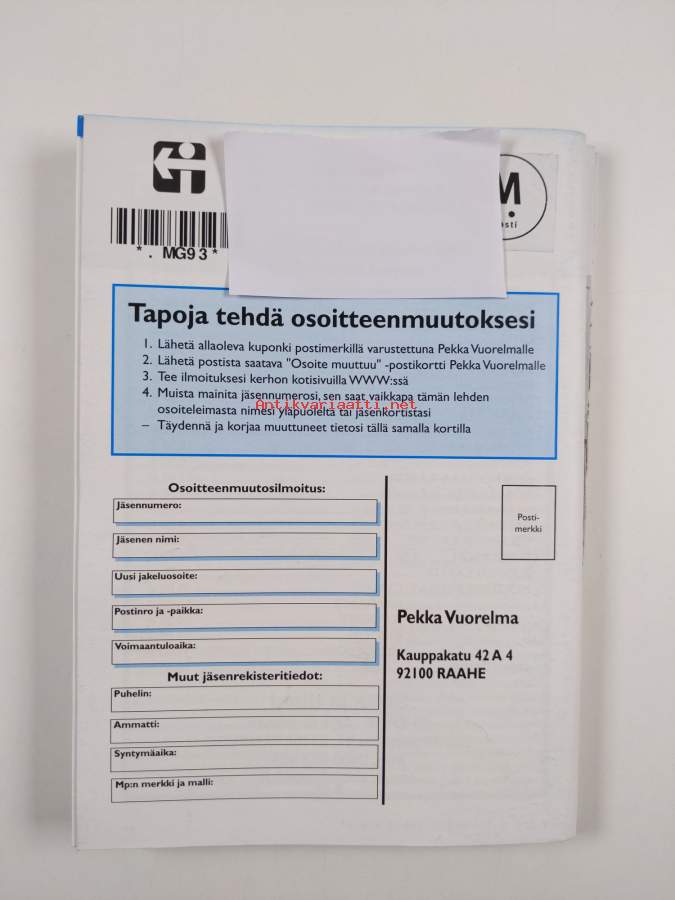 M
sti
*. MG93*
Tapoja tehdä osoitteenmuutoksesi
1. Lähetä allaoleva kuponki postimerkillä varustettuna Pekka Vuorelmalle
2. Lähetä postista saatava "Osoite muuttuu" -postikortti Pekka Vuorelmalle
3. Tee ilmoituksesi kerhon kotisivuilla WWW:ssä
4. Muista mainita jäsennumerosi, sen saat vaikkapa tämän lehden
osoiteleimasta nimesi yläpuolelta tai jäsenkortistasi
Antikvariaatti.net
– Täydennä ja korjaa muuttuneet tietosi tällä samalla kortilla
Osoitteenmuutosilmoitus:
Jäsennumero:
Jäsenen nimi:
Uusi jakeluosoite:
Postinro ja -paikka:
Voimaantuloaika:
Muut jäsenrekisteritiedot:
Puhelin:
Ammatti:
Syntymäaika:
Mp:n merkki ja malli:
Posti-
merkki
Pekka Vuorelma
Kauppakatu 42 A 4
92100 RAAHE